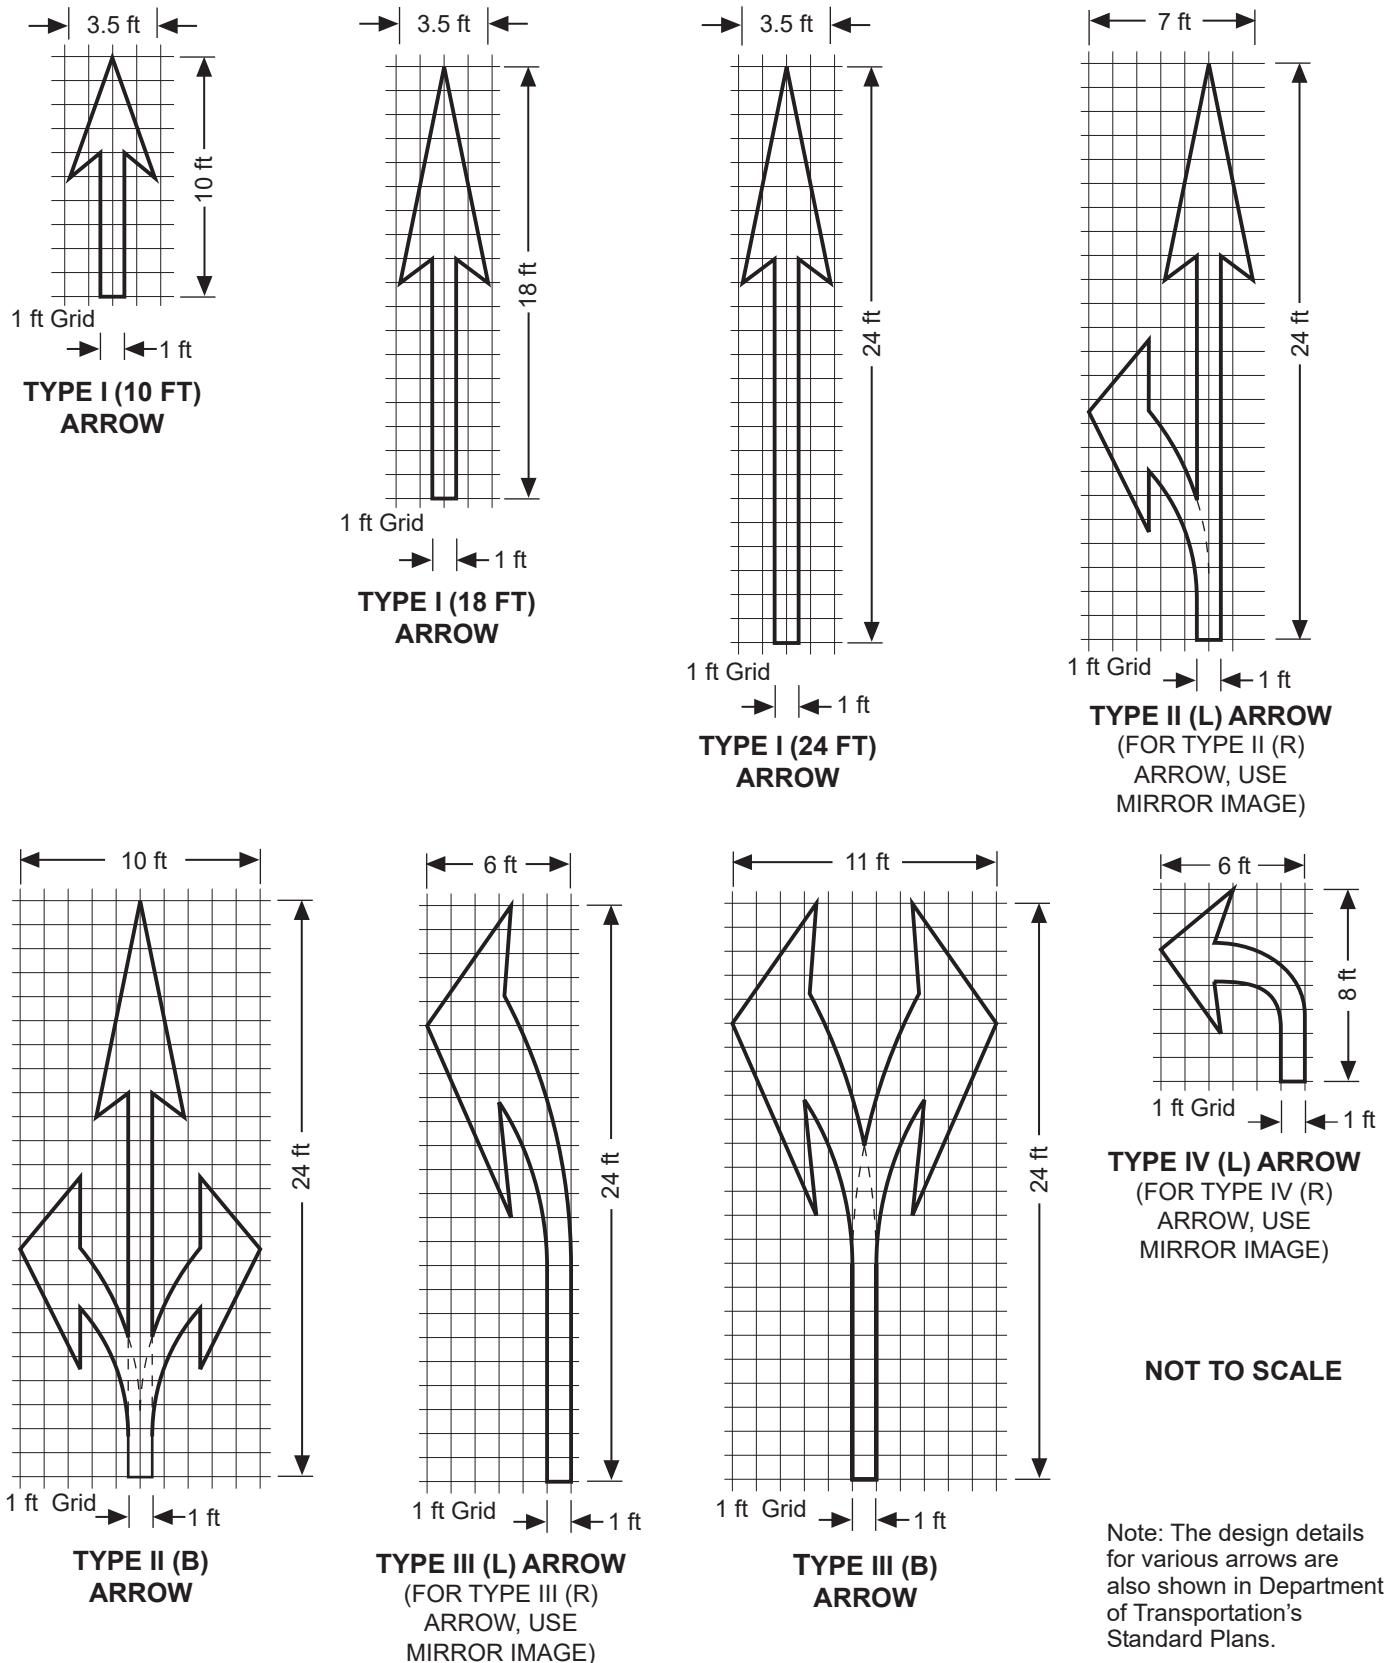 3.5 ft
10 ft
1 ft Grid
1 ft
TYPE I (10 FT)
ARROW
3.5 ft
18 ft
1 ft Grid
1 ft
TYPE I (18 FT)
ARROW
3.5 ft
24 ft
1 ft Grid
1 ft
TYPE I (24 FT)
ARROW
7 ft
24 ft
1 ft Grid
1 ft
TYPE II (L) ARROW
(FOR TYPE II (R)
ARROW, USE
MIRROR IMAGE)
10 ft
24 ft
1 ft Grid
1 ft
TYPE II (B)
ARROW
6 ft
24 ft
1 ft Grid
1 ft
TYPE III (L) ARROW
(FOR TYPE III (R)
ARROW, USE
MIRROR IMAGE)
11 ft
24 ft
1 ft Grid
1 ft
TYPE III (B)
ARROW
6 ft
8 ft
1 ft Grid
1 ft
TYPE IV (L) ARROW
(FOR TYPE IV (R)
ARROW, USE
MIRROR IMAGE)
NOT TO SCALE
Note: The design details
for various arrows are
also shown in Department
of Transportation’s
Standard Plans.